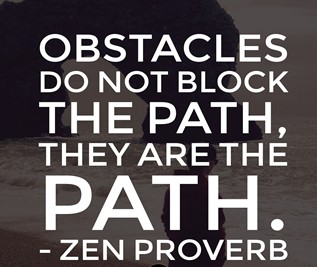 OBSTACLES
DO NOT BLOCK
THE PATH,
THEY ARE THE
PATH.
- ZEN PROVERB